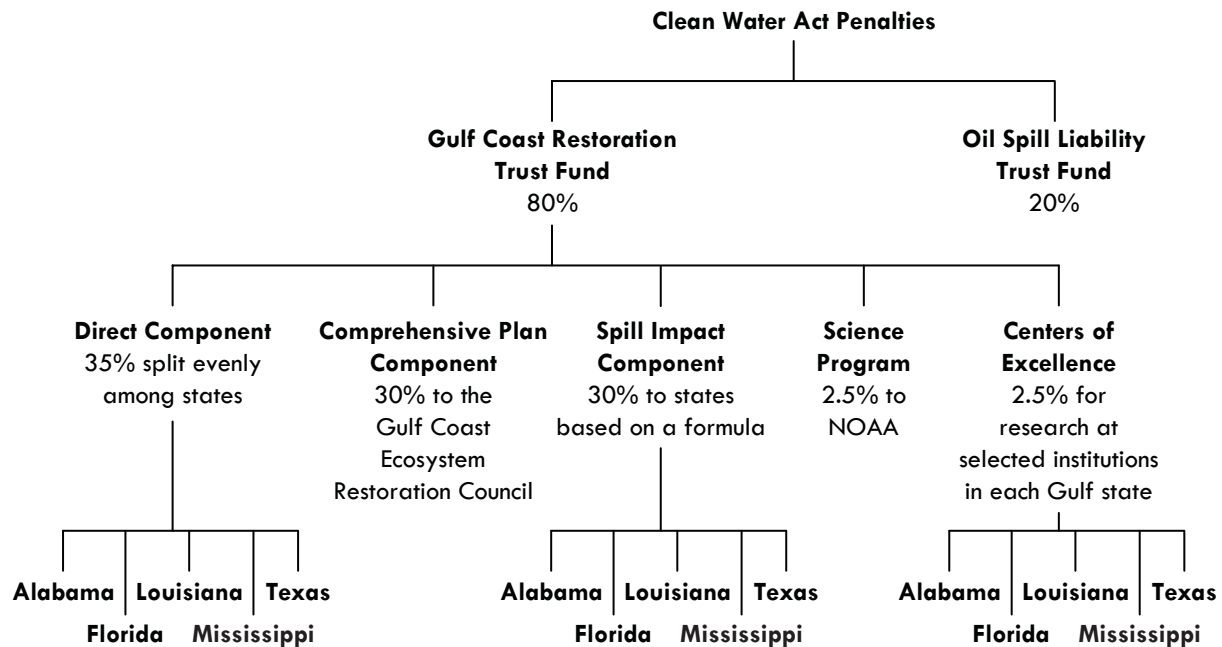 Clean Water Act Penalties
Gulf Coast Restoration
Trust Fund
80%
Oil Spill Liability
Trust Fund
20%
Direct Component
35% split evenly
among states
Comprehensive Plan
Component
30% to the
Gulf Coast
Ecosystem
Restoration Council
Spill Impact
Component
30% to states
based on a formula
Science
Program
2.5% to
NOAA
Centers of
Excellence
2.5% for
research at
selected institutions
in each Gulf state
Alabama Louisiana Texas
Florida Mississippi
Alabama Louisiana Texas
Florida Mississippi
Alabama Louisiana Texas
Florida Mississippi